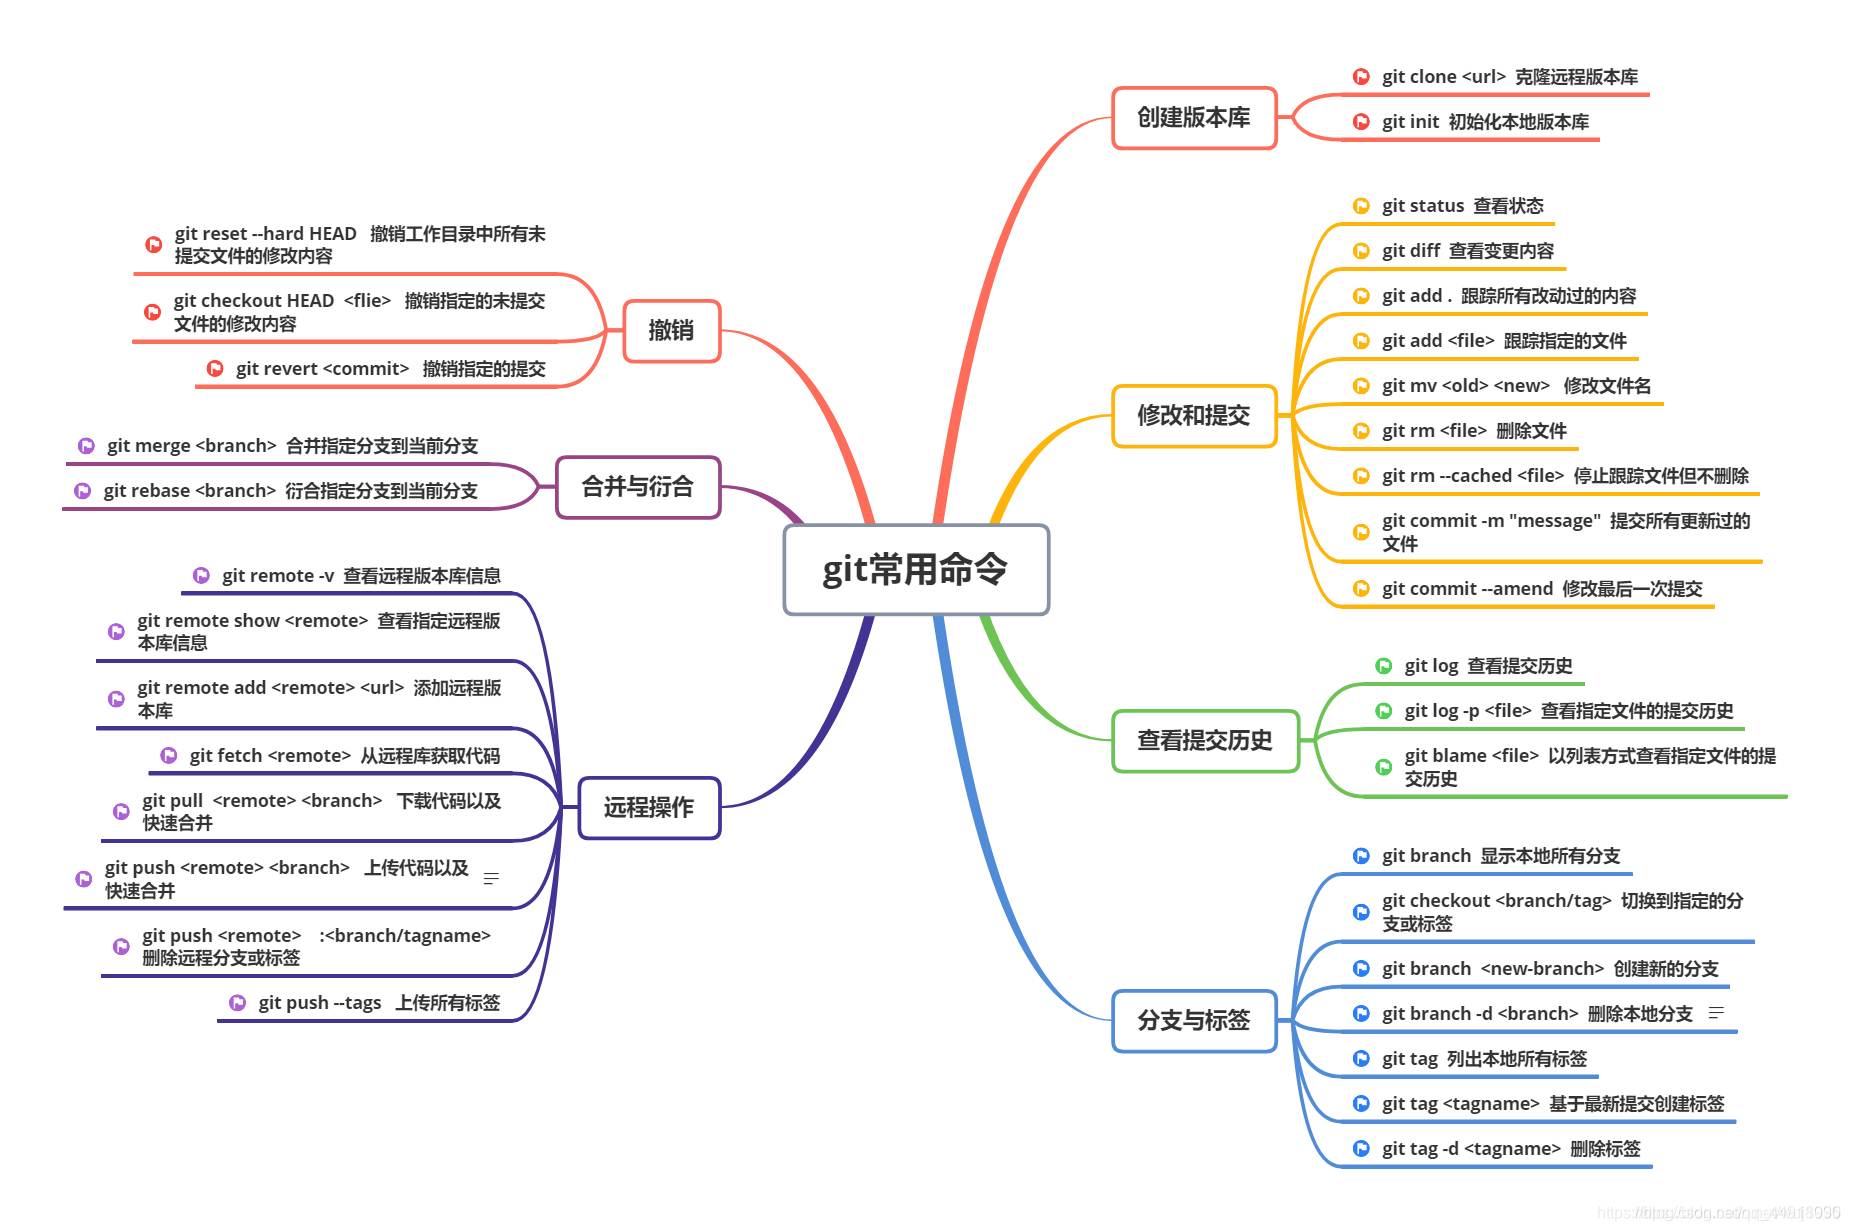 git常用命令
创建版本库
git clone <url> 克隆远程版本库
git init 初始化本地版本库
修改和提交
git status 查看状态
git diff 查看变更内容
git add . 跟踪所有改动过的内容
git add <file> 跟踪指定的文件
git mv <old> <new> 修改文件名
git rm <file> 删除文件
git rm --cached <file> 停止跟踪文件但不删除
git commit -m "message" 提交所有更新过的
文件
git commit --amend 修改最后一次提交
查看提交历史
git log 查看提交历史
git log -p <file> 查看指定文件的提交历史
git blame <file> 以列表方式查看指定文件的提
交历史
分支与标签
git branch 显示本地所有分支
git checkout <branch/tag> 切换到指定的分
支或标签
git branch <new-branch> 创建新的分支
git branch -d <branch> 删除本地分支
git tag 列出本地所有标签
git tag <tagname> 基于最新提交创建标签
git tag -d <tagname> 删除标签
撤销
git reset --hard HEAD 撤销工作目录中所有未
提交文件的修改内容
git checkout HEAD <flie> 撤销指定的未提交
文件的修改内容
git revert <commit> 撤销指定的提交
合并与衍合
git merge <branch> 合并指定分支到当前分支
git rebase <branch> 衍合指定分支到当前分支
远程操作
git remote -v 查看远程版本库信息
git remote show <remote> 查看指定远程版
本库信息
git remote add <remote> <url> 添加远程版
本库
git fetch <remote> 从远程库获取代码
git pull <remote> <branch> 下载代码以及
快速合并
git push <remote> <branch> 上传代码以及
快速合并
git push <remote> :<branch/tagname>
删除远程分支或标签
git push --tags 上传所有标签